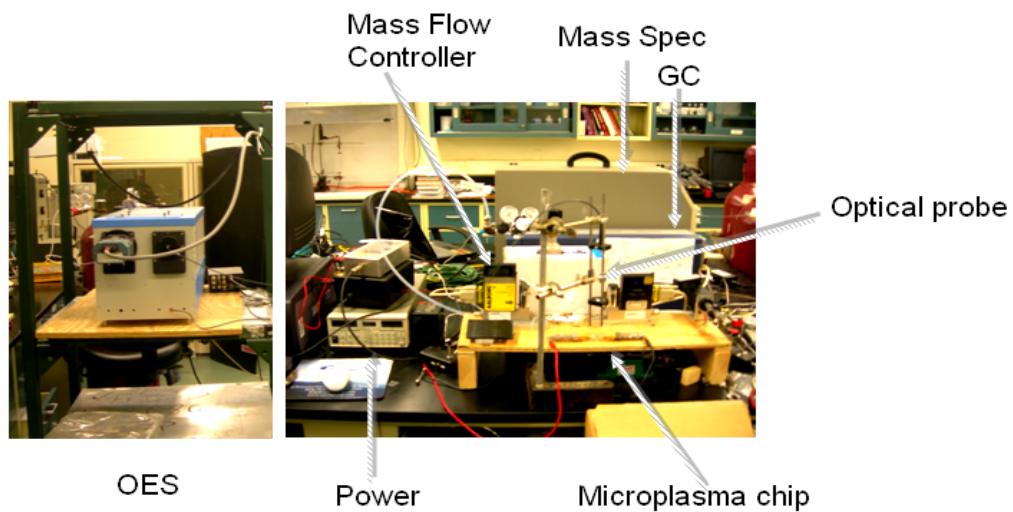 Mass Flow
Controller
Mass Spec
GC
Optical probe
OES
Power
Microplasma chip